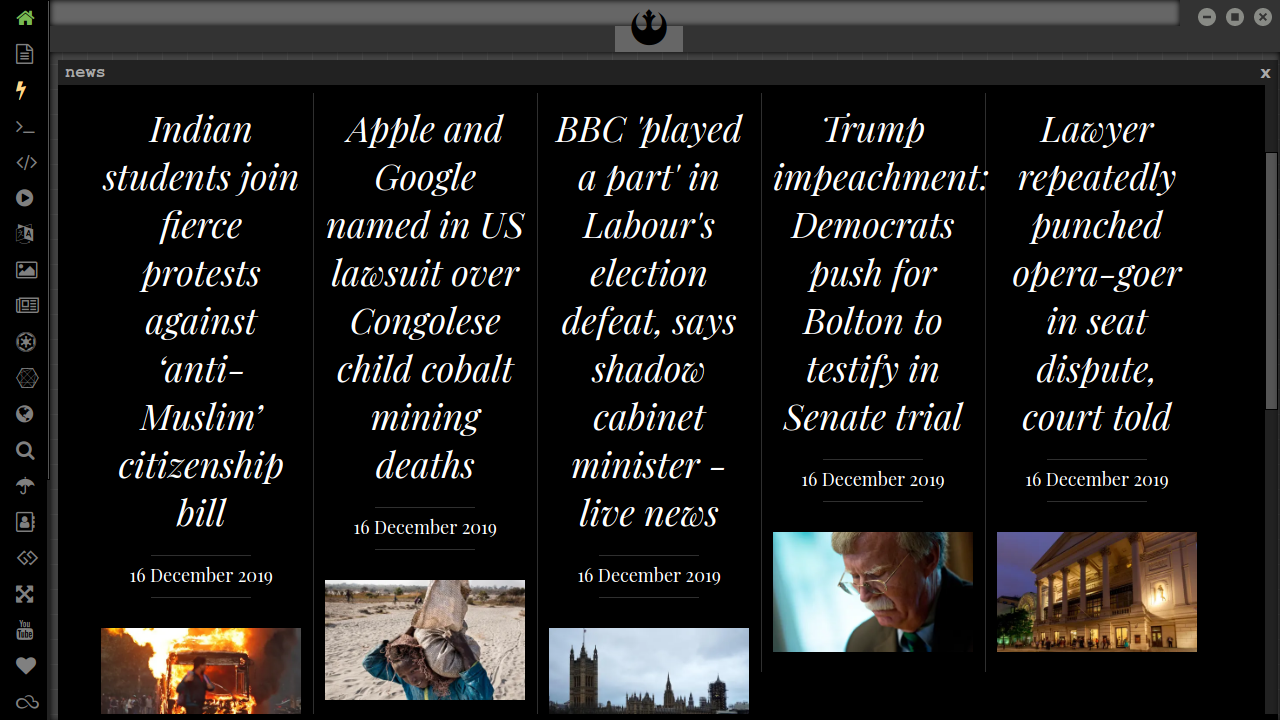 news
x
Indian
students join
fierce
protests
against
‘anti-
Muslim’
citizenship
bill
16 December 2019
Apple and
Google
named in US
lawsuit over
Congolese
child cobalt
mining
deaths
16 December 2019
BBC 'played
a part' in
Labour's
election
defeat, says
shadow
cabinet
minister –
live news
16 December 2019
Trump
impeachment:
Democrats
push for
Bolton to
testify in
Senate trial
16 December 2019
Lawyer
repeatedly
punched
opera-goer
in seat
dispute,
court told
16 December 2019
You
Tube